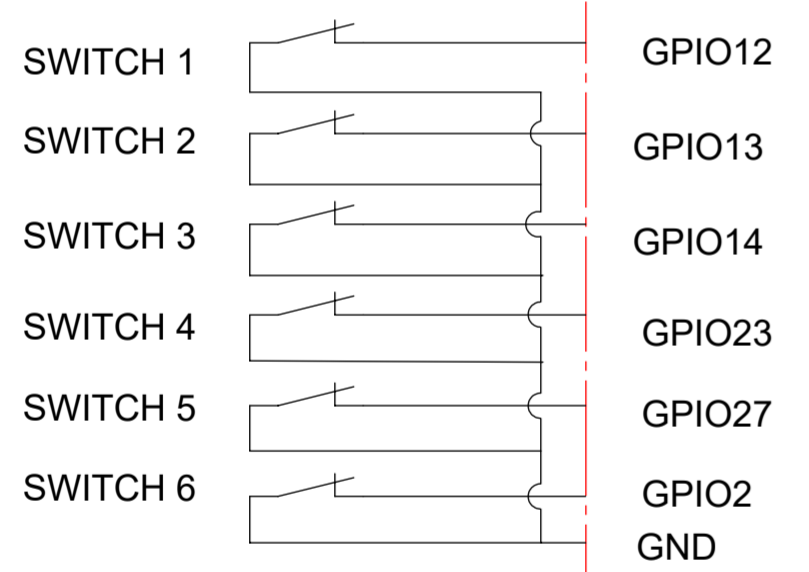 SWITCH 1 GPIO12
SWITCH 2 GPIO13
SWITCH 3 GPIO14
SWITCH 4 GPIO23
SWITCH 5 GPIO27
SWITCH 6 GPIO2
GND